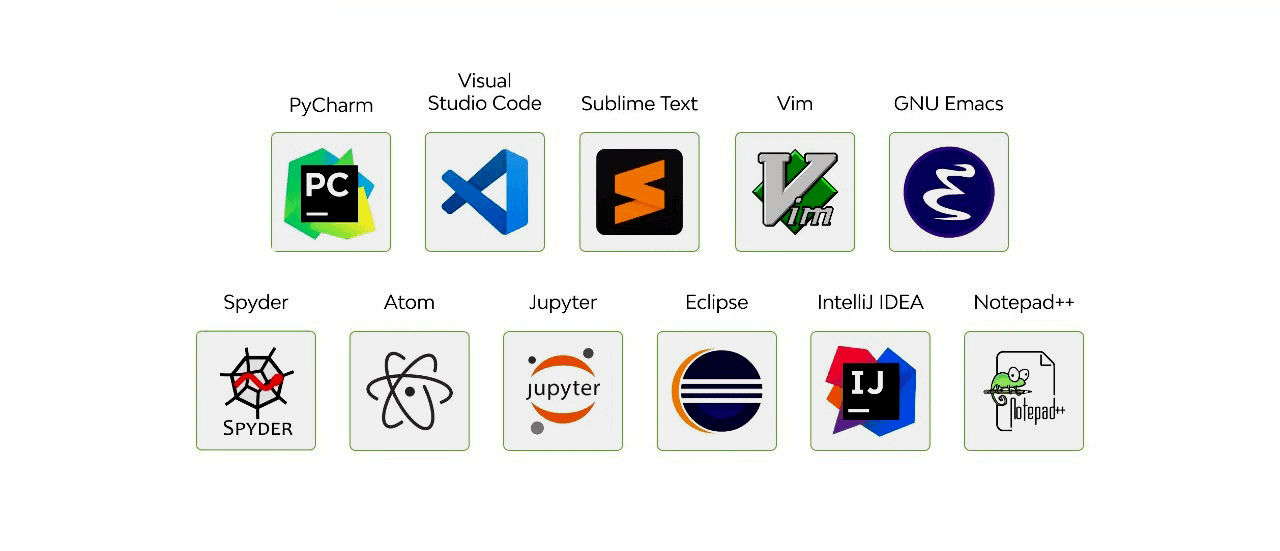 PyCharm
Visual
Studio Code
Sublime Text
Vim
GNU Emacs
PC
Vim
Spyder
Atom
Jupyter
Eclipse
IntelliJ IDEA
Notepad++
SPYDER
jupyter
IJ
Notepad++